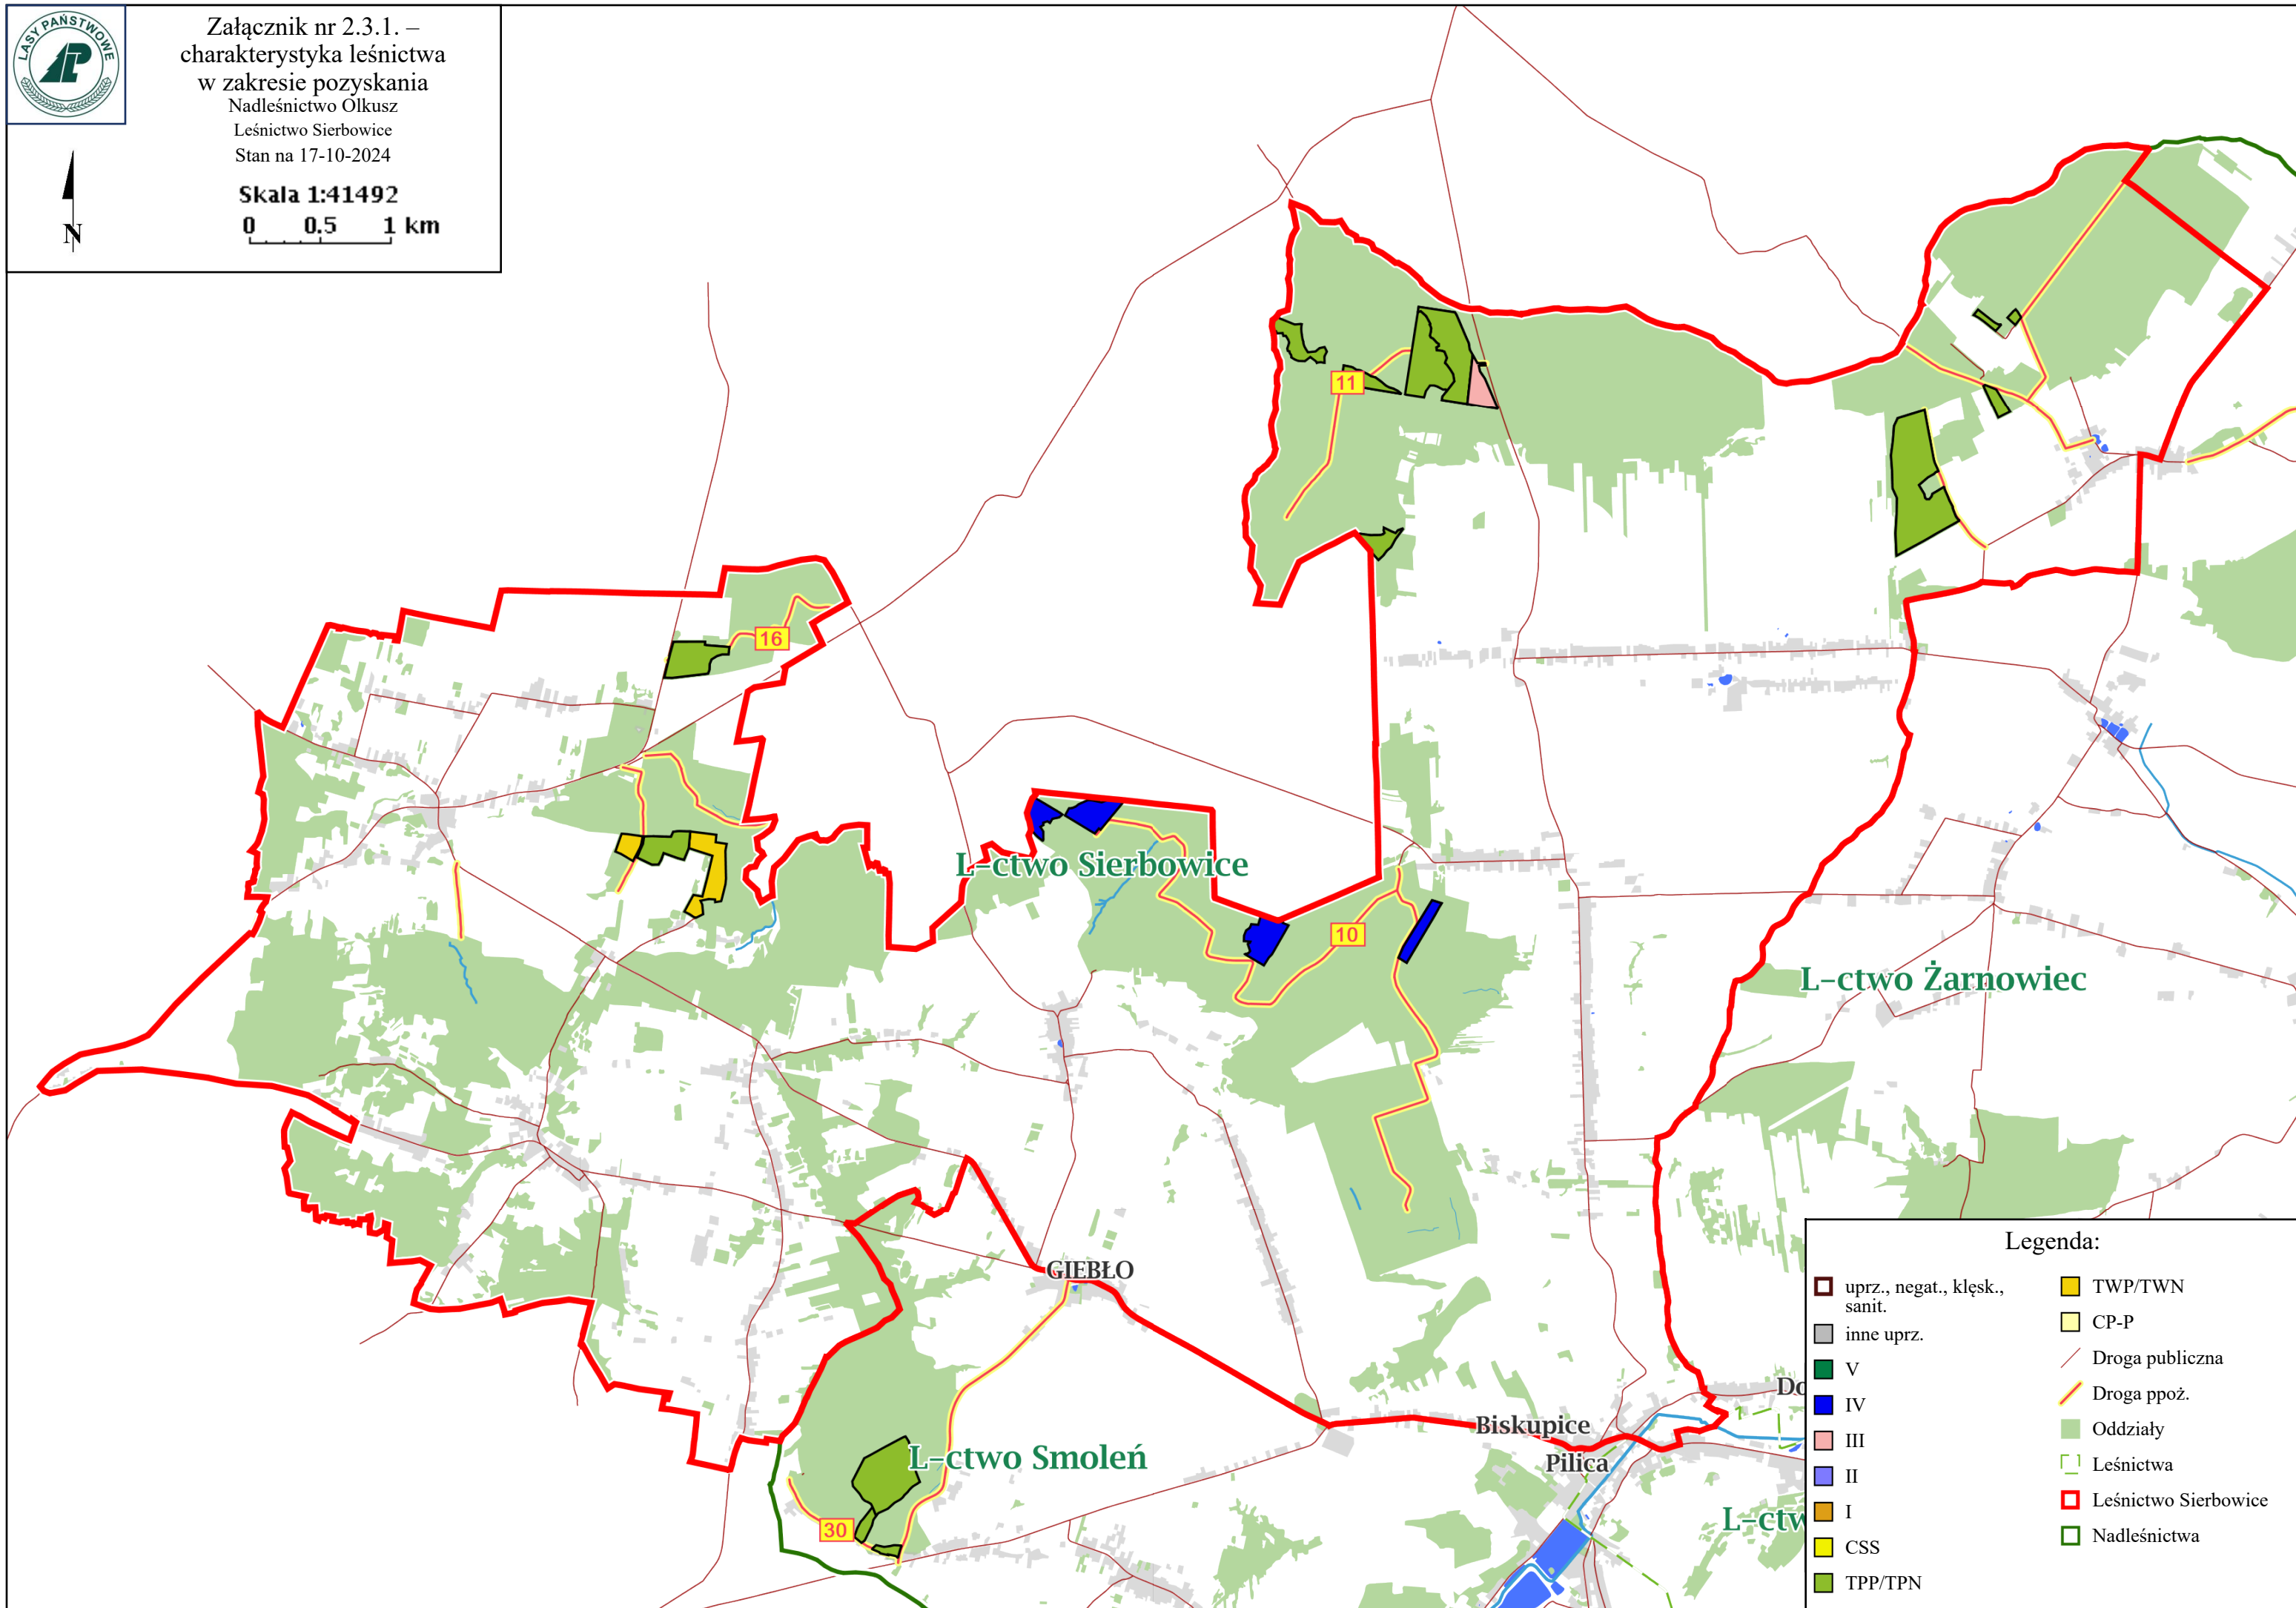 LASY PAŃSTWOWE
LP
Załącznik nr 2.3.1. –
charakterystyka leśnictwa
w zakresie pozyskania
Nadleśnictwo Olkusz
Leśnictwo Sierbowice
Stan na 17-10-2024
Skala 1:41492
0 0.5 1 km
N
11
16
L-ctwo Sierbowice
10
L-ctwo Żarnowiec
GIEBŁO
Do
Biskupice
Pilica
L-ctwo Smoleń
30
L-ctw
Legenda:
uprz., negat., klęsk.,
sanit.
inne uprz.
V
IV
III
II
I
CSS
TPP/TPN
TWP/TWN
CP-P
Droga publiczna
Droga ppoż.
Oddziały
Leśnictwa
Leśnictwo Sierbowice
Nadleśnictwa